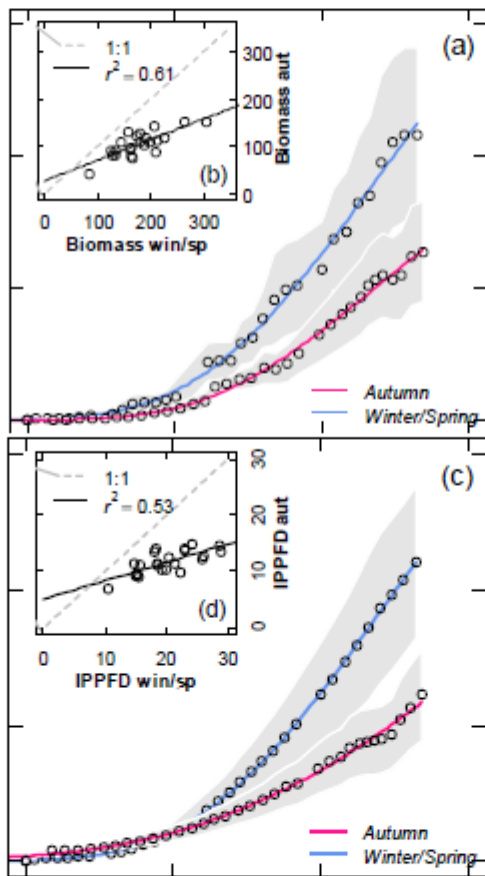 (a)
1:1
r² = 0.61
300
200
100
0
Biomass aut
(b)
0 100 200 300
Biomass win/sp
Autumn
Winter/Spring
(c)
1:1
r² = 0.53
30
20
10
0
IPPFD aut
(d)
0 10 20 30
IPPFD win/sp
Autumn
Winter/Spring